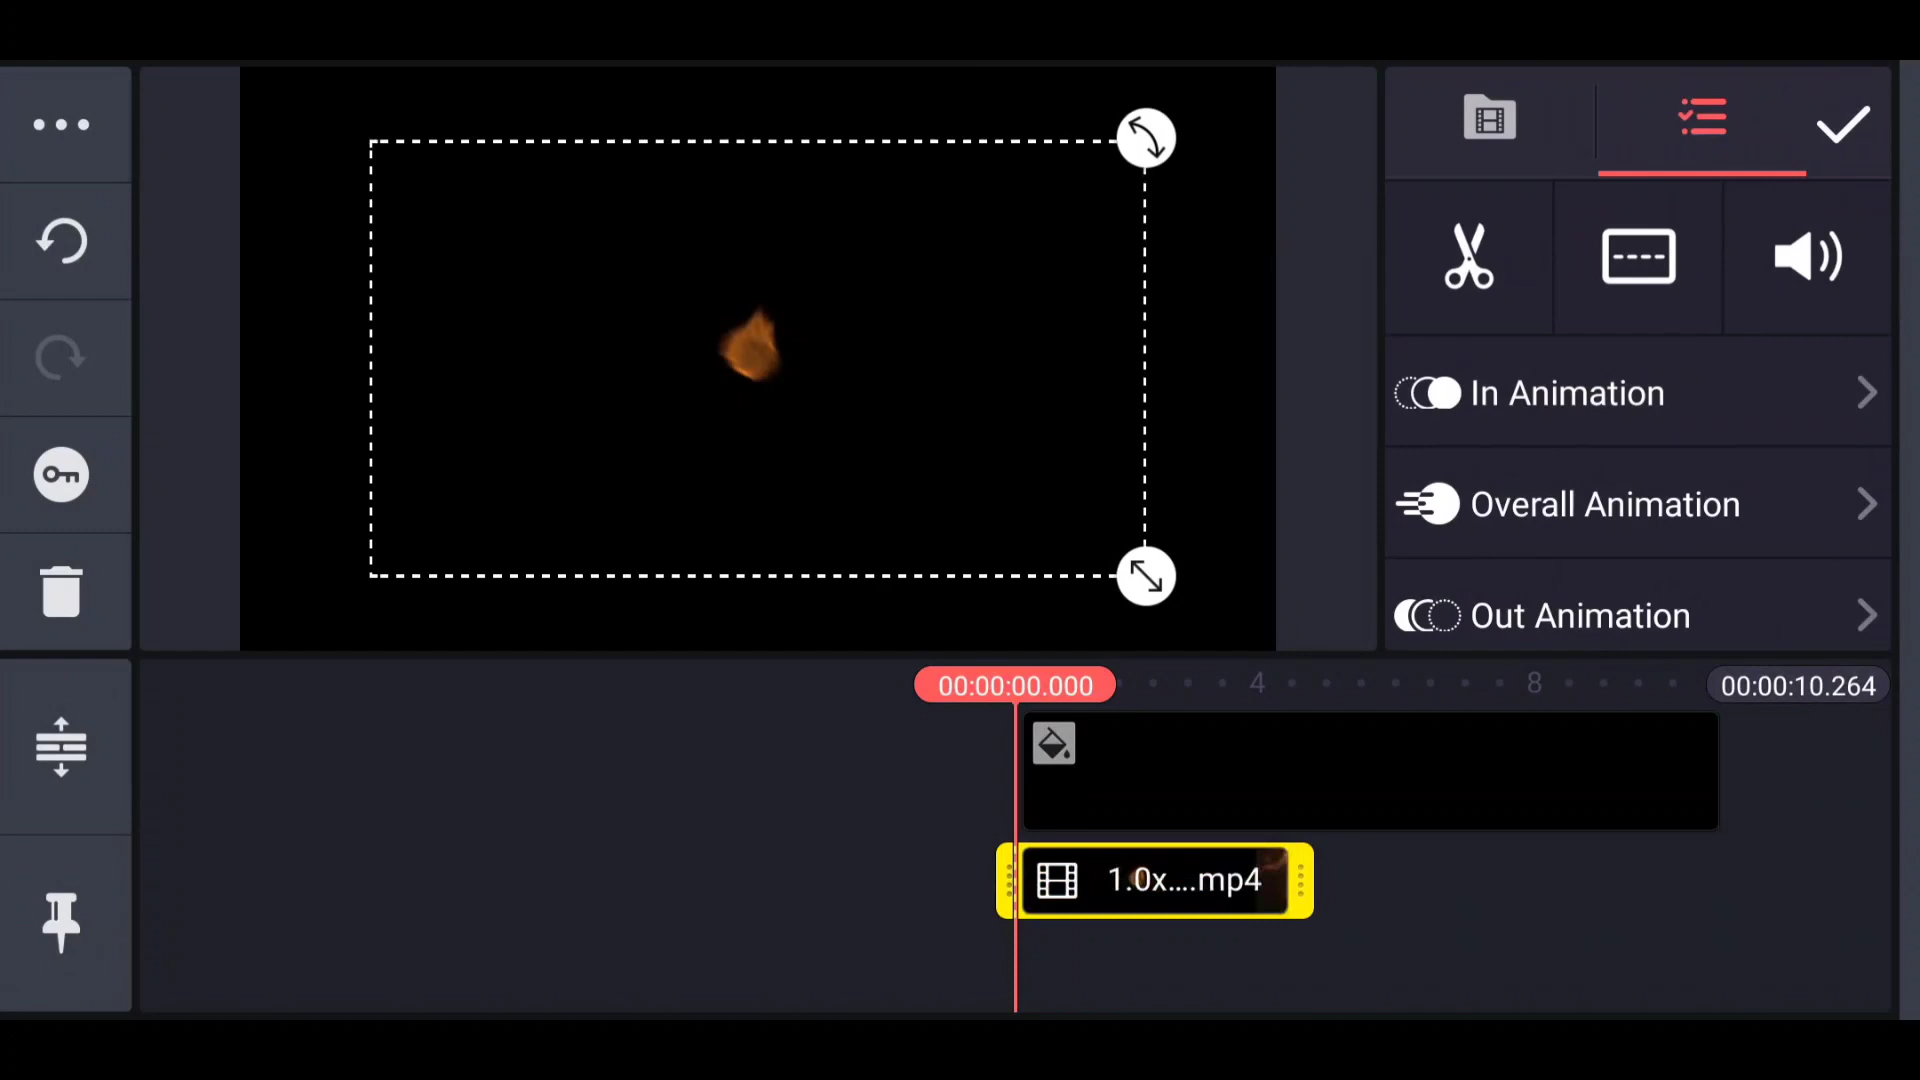 In Animation
Overall Animation
Out Animation
00:00:00.000
4
8
00:00:10.264
1.0x....mp4